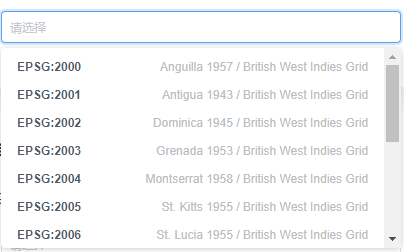 请选择
EPSG:2000 Anguilla 1957 / British West Indies Grid
EPSG:2001 Antigua 1943 / British West Indies Grid
EPSG:2002 Dominica 1945 / British West Indies Grid
EPSG:2003 Grenada 1953 / British West Indies Grid
EPSG:2004 Montserrat 1958 / British West Indies Grid
EPSG:2005 St. Kitts 1955 / British West Indies Grid
EPSG:2006 St. Lucia 1955 / British West Indies Grid